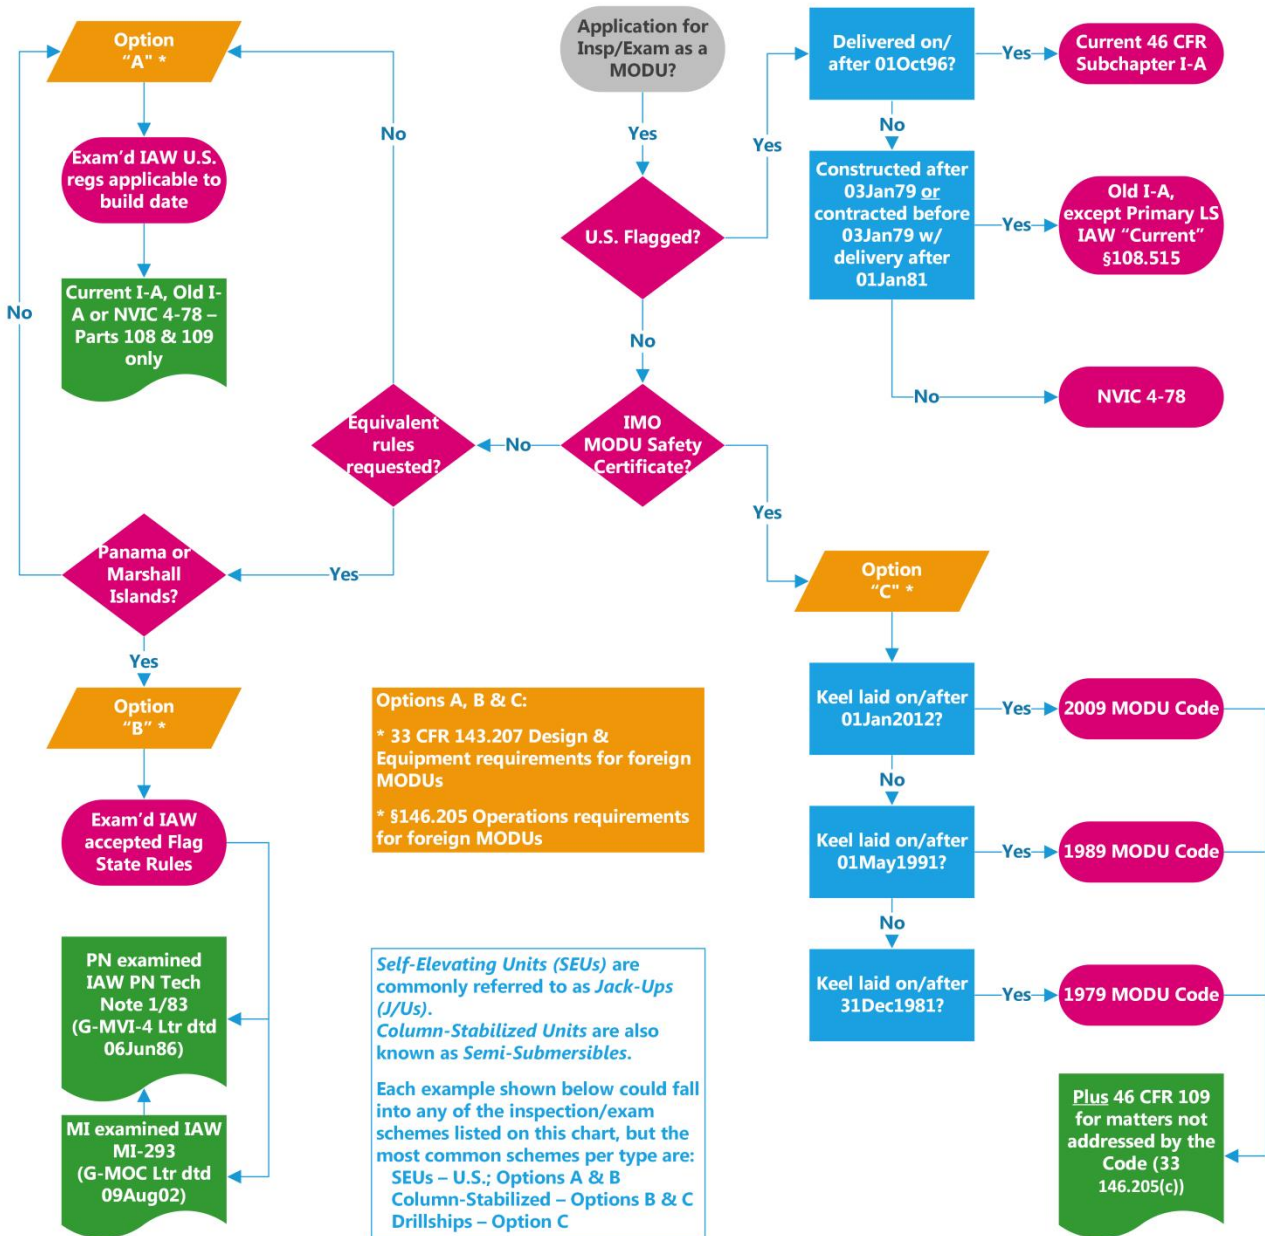 Application for
Insp/Exam as a
MODU?
Yes
U.S. Flagged?
Yes
Delivered on/
after 01Oct96?
Yes
Current 46 CFR
Subchapter I-A
No
Constructed after
03Jan79 or
contracted before
03Jan79 w/
delivery after
01Jan81
Yes
Old I-A,
except Primary LS
IAW “Current”
§108.515
No
NVIC 4-78
No
IMO
MODU Safety
Certificate?
No
Equivalent
rules
requested?
No
Option
“A" *
Exam’d IAW U.S.
regs applicable to
build date
Current I-A, Old I-
A or NVIC 4-78 –
Parts 108 & 109
only
No
Yes
Panama or
Marshall
Islands?
Yes
Option
“B” *
Exam’d IAW
accepted Flag
State Rules
PN examined
IAW PN Tech
Note 1/83
(G-MVI-4 Ltr dtd
06Jun86)
MI examined IAW
MI-293
(G-MOC Ltr dtd
09Aug02)
Yes
Option
“C" *
Keel laid on/after
01Jan2012?
Yes
2009 MODU Code
No
Keel laid on/after
01May1991?
Yes
1989 MODU Code
No
Keel laid on/after
31Dec1981?
Yes
1979 MODU Code
Plus 46 CFR 109
for matters not
addressed by the
Code (33
146.205(c))
Options A, B & C:
* 33 CFR 143.207 Design &
Equipment requirements for foreign
MODUs
* §146.205 Operations requirements
for foreign MODUs
Self-Elevating Units (SEUs) are
commonly referred to as Jack-Ups
(J/Us).
Column-Stabilized Units are also
known as Semi-Submersibles.
Each example shown below could fall
into any of the inspection/exam
schemes listed on this chart, but the
most common schemes per type are:
SEUs – U.S.; Options A & B
Column-Stabilized – Options B & C
Drillships – Option C